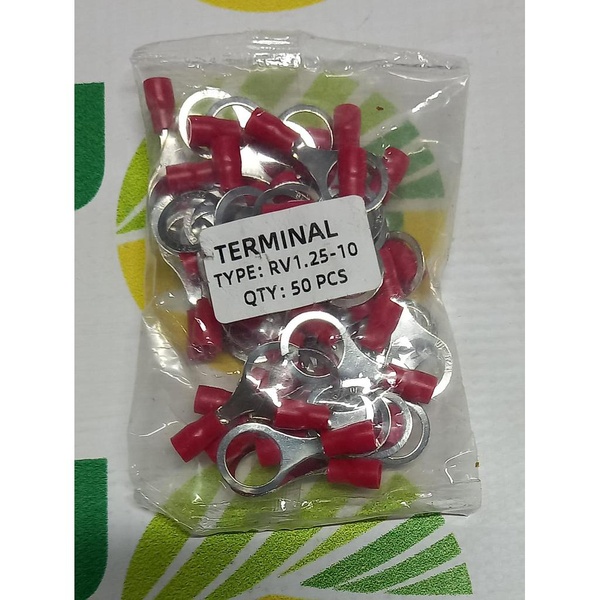 TERMINAL
TYPE: RV1.25-10
QTY: 50 PCS